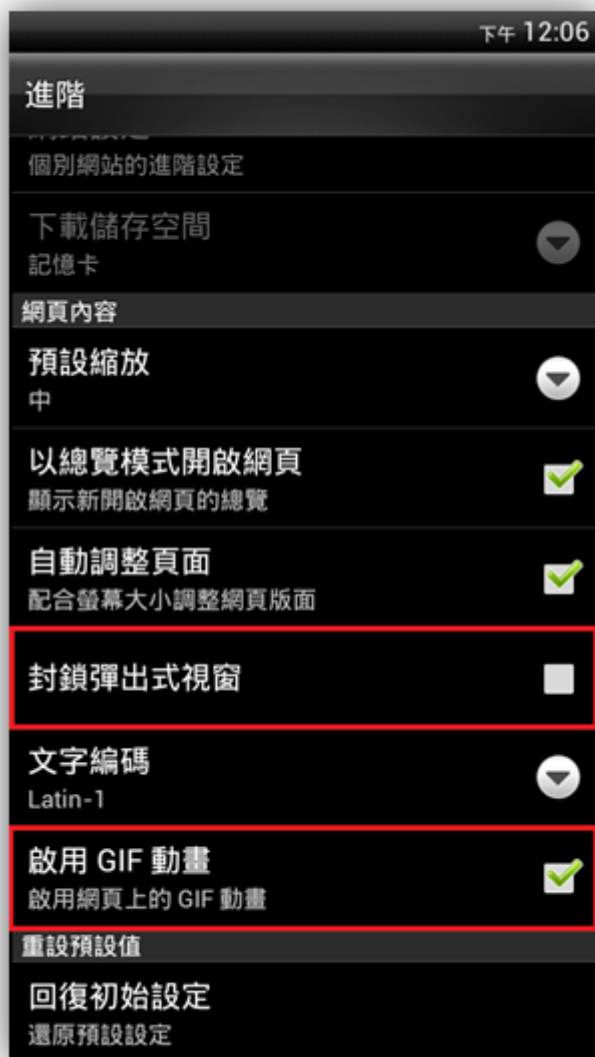 下午 12:06
進階
個別網站的進階設定
下載儲存空間
記憶卡
網頁內容
預設縮放
中
以總覽模式開啟網頁
顯示新開啟網頁的總覽
自動調整頁面
配合螢幕大小調整網頁版面
封鎖彈出式視窗
文字編碼
Latin-1
啟用 GIF 動畫
啟用網頁上的 GIF 動畫
重設預設值
回復初始設定
還原預設設定